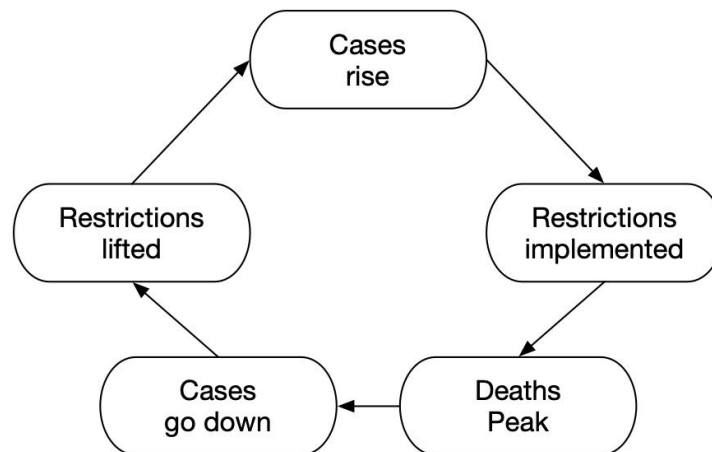 Cases
rise
Restrictions
implemented
Deaths
Peak
Cases
go down
Restrictions
lifted